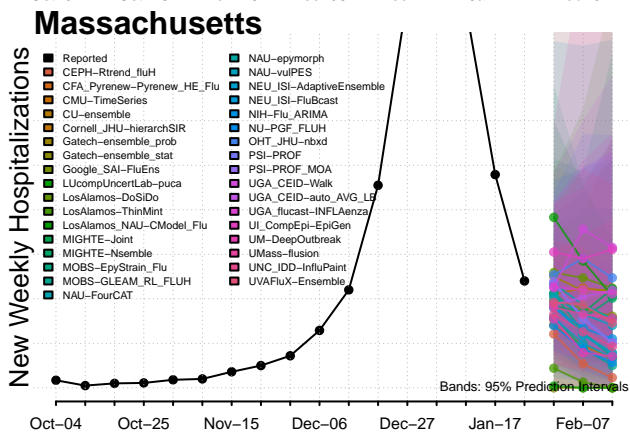 Massachusetts
New Weekly Hospitalizations
Reported
CEPH-Rtrend_fluH
CFA_Pyrenew-Pyrenew_HE_Flu
CMU-TimeSeries
CU-ensemble
Cornell_JHU-hierarchSIR
Gatech-ensemble_prob
Gatech-ensemble_stat
Google_SAI-FluEns
LUcompUncertLab-puca
LosAlamos-DoSiDo
LosAlamos-ThinMint
LosAlamos_NAU-CModel_Flu
MIGHTE-Joint
MIGHTE-Nsemble
MOBS-EpyStrain_Flu
MOBS-GLEAM_RL_FLUH
NAU-FourCAT
NAU-epymorph
NAU-vulPES
NEU_ISI-AdaptiveEnsemble
NEU_ISI-FluBcast
NIH-Flu_ARIMA
NU-PGF_FLUH
OHT_JHU-nbxd
PSI-PROF
PSI-PROF_MOA
UGA_CEID-Walk
UGA_CEID-auto_AVG_LB
UGA_flucast-INFLAenza
UI_CompEpi-EpiGen
UM-DeepOutbreak
UMass-flusion
UNC_IDD-InfluPaint
UVAFluX-Ensemble
Bands: 95% Prediction Intervals
Oct-04 Oct-25 Nov-15 Dec-06 Dec-27 Jan-17 Feb-07